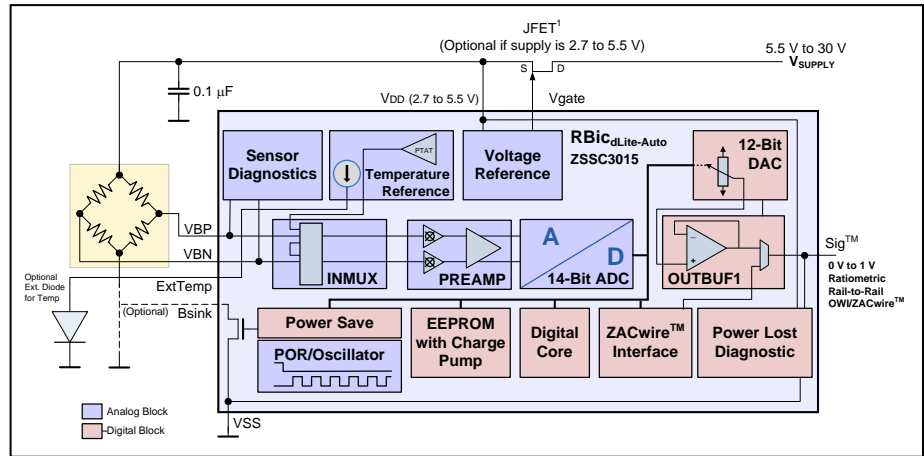 JFET1
(Optional if supply is 2.7 to 5.5 V)
5.5 V to 30 V
VSUPPLY
S
D
0.1 µF
VDD (2.7 to 5.5 V)
Vgate
Sensor
Diagnostics
PTAT
Temperature
Reference
Voltage
Reference
RBicdLite-Auto
ZSSC3015
12-Bit
DAC
VBP
VBN
INMUX
PREAMP
A
D
14-Bit ADC
OUTBUF1
SigTM
0 V to 1 V
Ratiometric
Rail-to-Rail
OWI/ZACwireTM
Optional
Ext. Diode
for Temp
ExtTemp
(Optional)
Bsink
Power Save
POR/Oscillator
EEPROM
with Charge
Pump
Digital
Core
ZACwireTM
Interface
Power Lost
Diagnostic
VSS
Analog Block
Digital Block